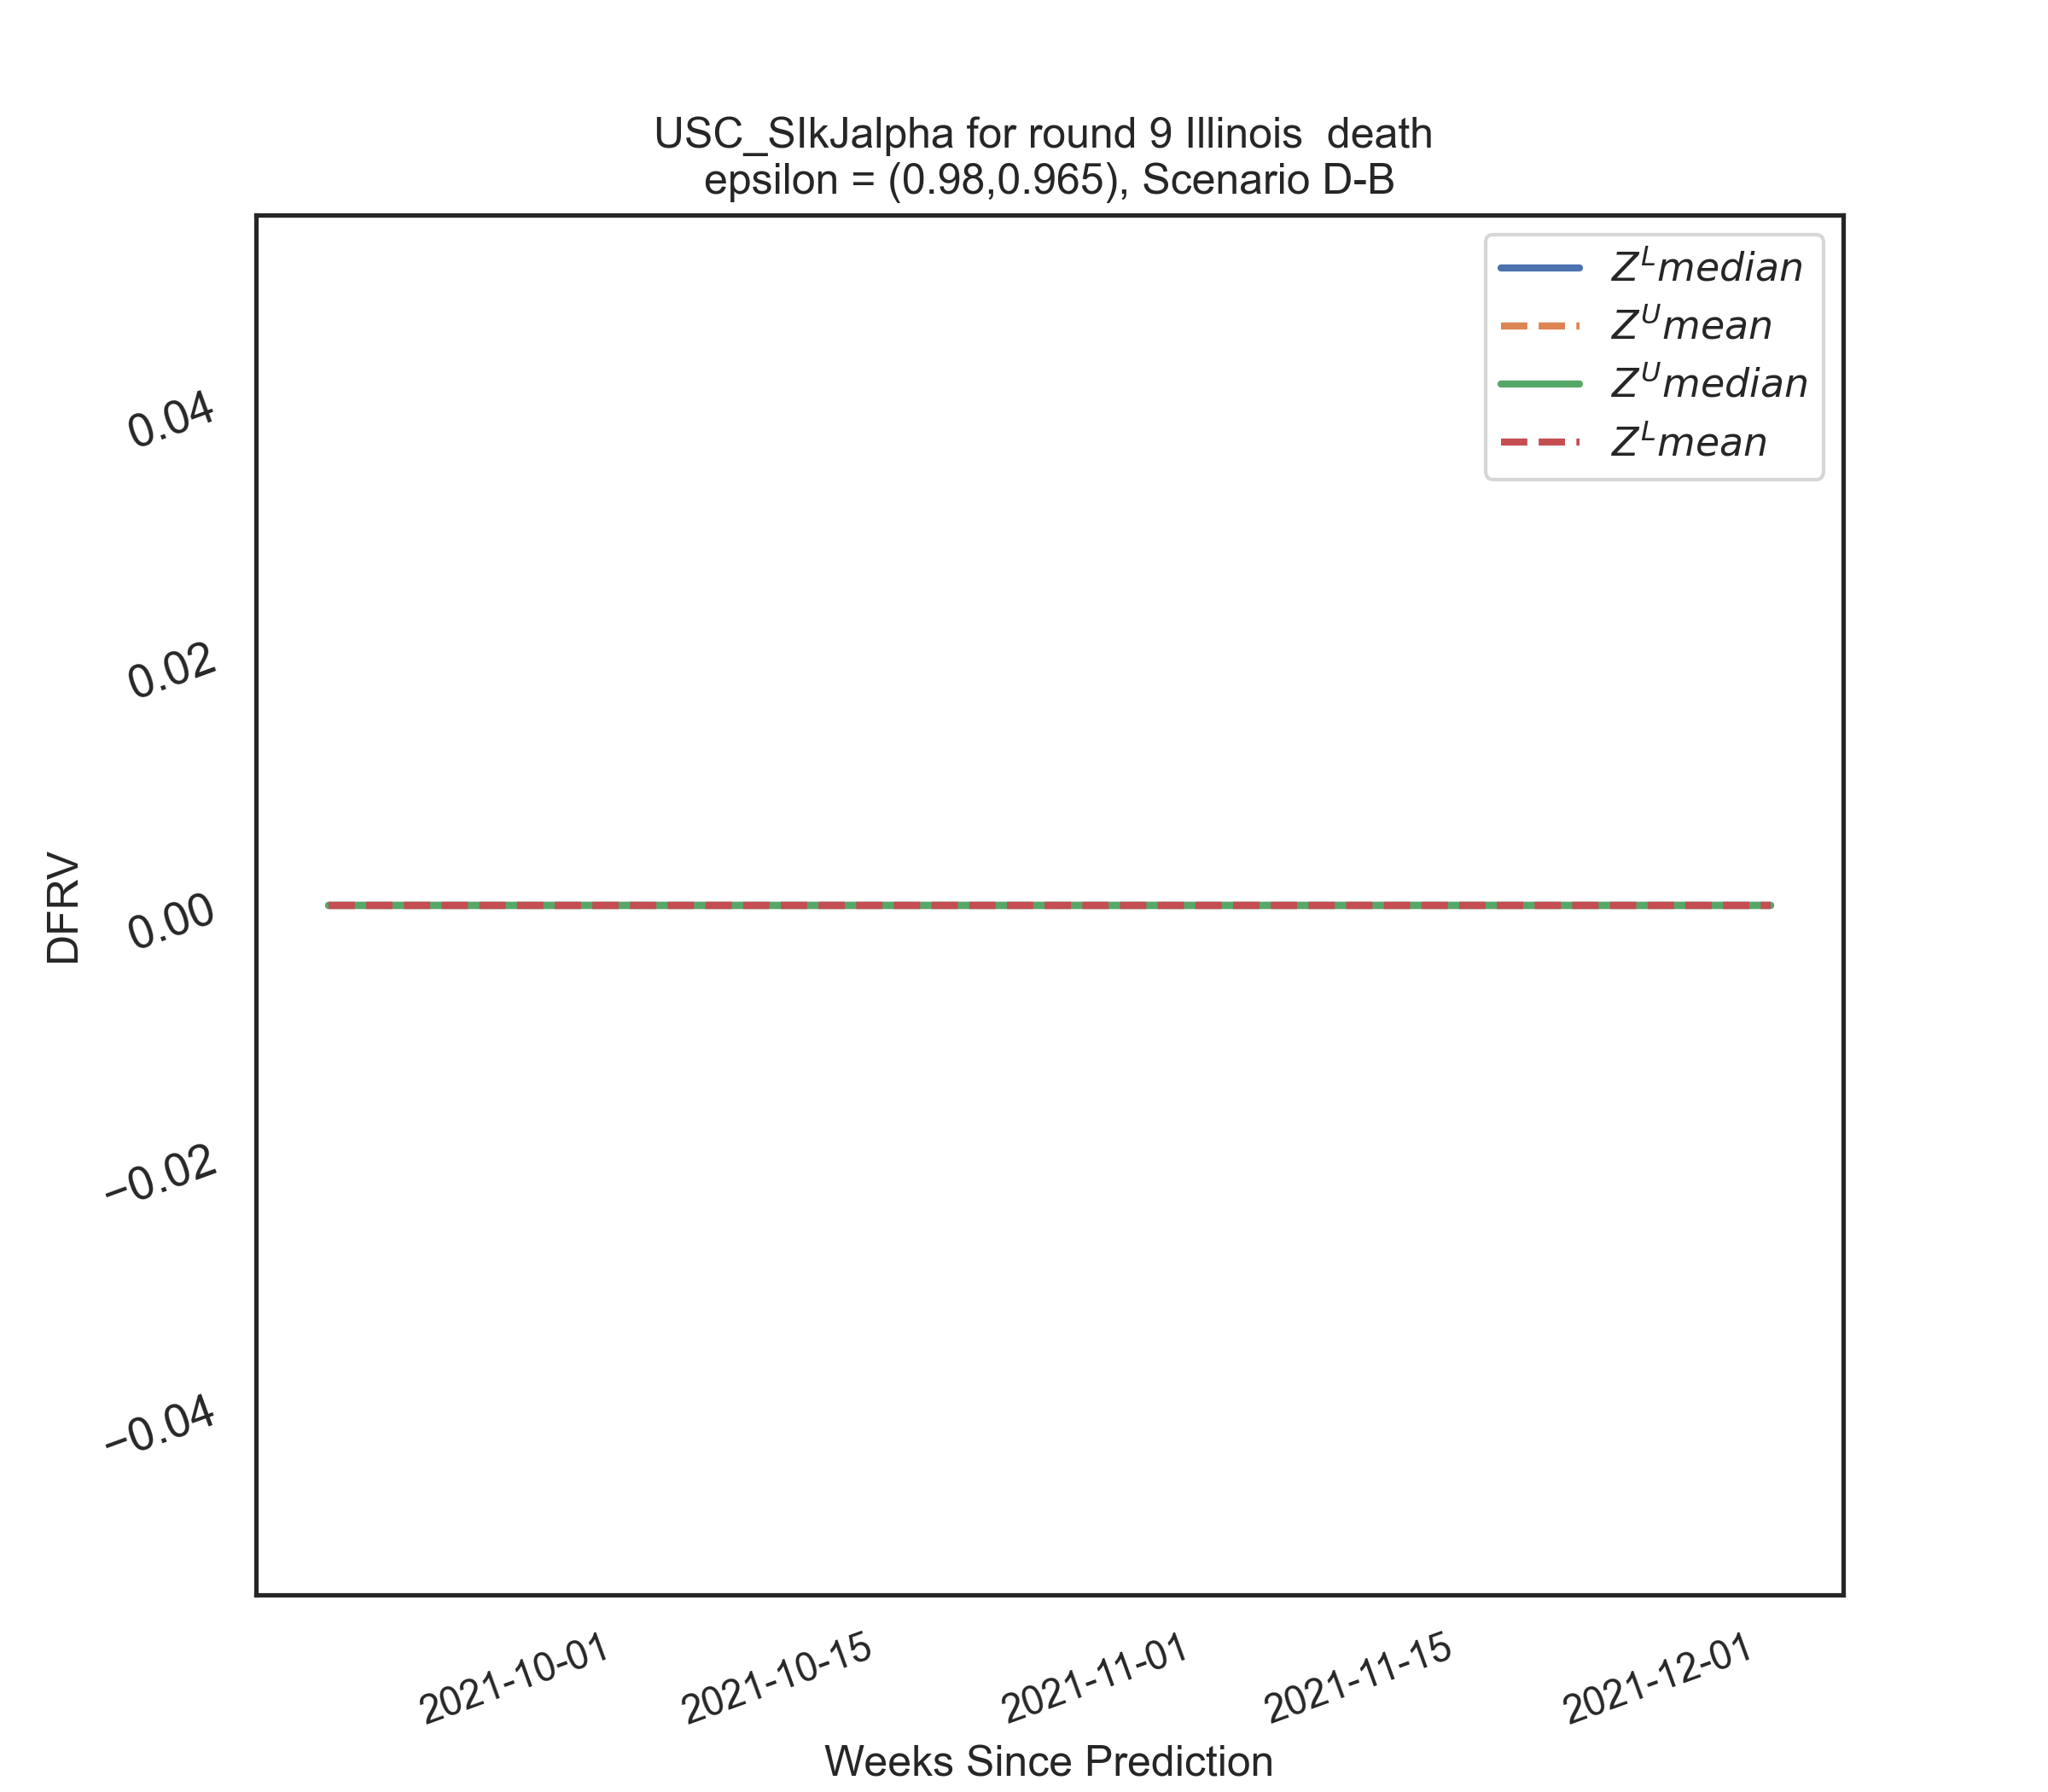 USC_SIkJalpha for round 9 Illinois  death
epsilon = (0.98,0.965), Scenario D-B
Z^L median
Z^U mean
Z^U median
Z^L mean
0.04
0.02
0.00
−0.02
−0.04
DFRV
2021-10-01
2021-10-15
2021-11-01
2021-11-15
2021-12-01
Weeks Since Prediction